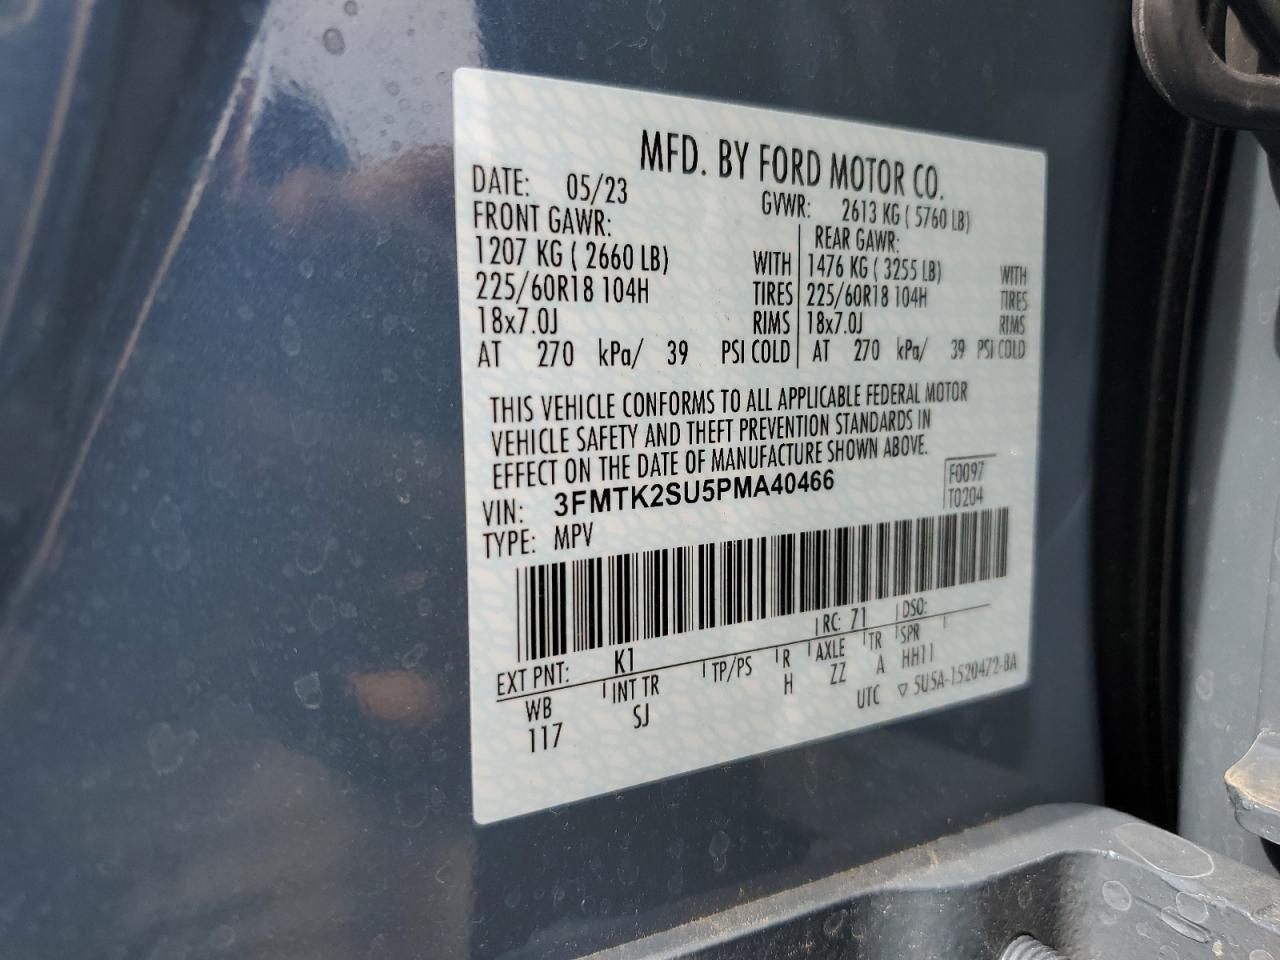 MFD. BY FORD MOTOR CO.
DATE: 05/23 GVWR: 2613 KG ( 5760 LB)
FRONT GAWR: REAR GAWR:
1207 KG ( 2660 LB) WITH 1476 KG ( 3255 LB) WITH
225/60R18 104H TIRES 225/60R18 104H TIRES
18x7.0J RIMS 18x7.0J RIMS
AT 270 kPa/ 39 PSI COLD AT 270 kPa/ 39 PSI COLD
THIS VEHICLE CONFORMS TO ALL APPLICABLE FEDERAL MOTOR
VEHICLE SAFETY AND THEFT PREVENTION STANDARDS IN
EFFECT ON THE DATE OF MANUFACTURE SHOWN ABOVE.
VIN: 3FMTK2SU5PMA40466 F0097
TYPE: MPV T0204
EXT PNT: K1 RC: 71 DSO:
WB INT TR TP/PS R AXLE TR SPR
117 SJ H ZZ A HH11
UTC ▽ 5U5A-1520472-BA